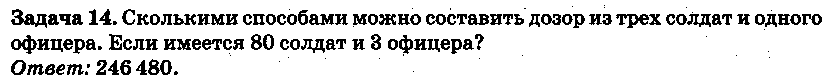 Задача 14. Сколькими способами можно составить дозор из трех солдат и одного
офицера. Если имеется 80 солдат и 3 офицера?
Ответ: 246 480.